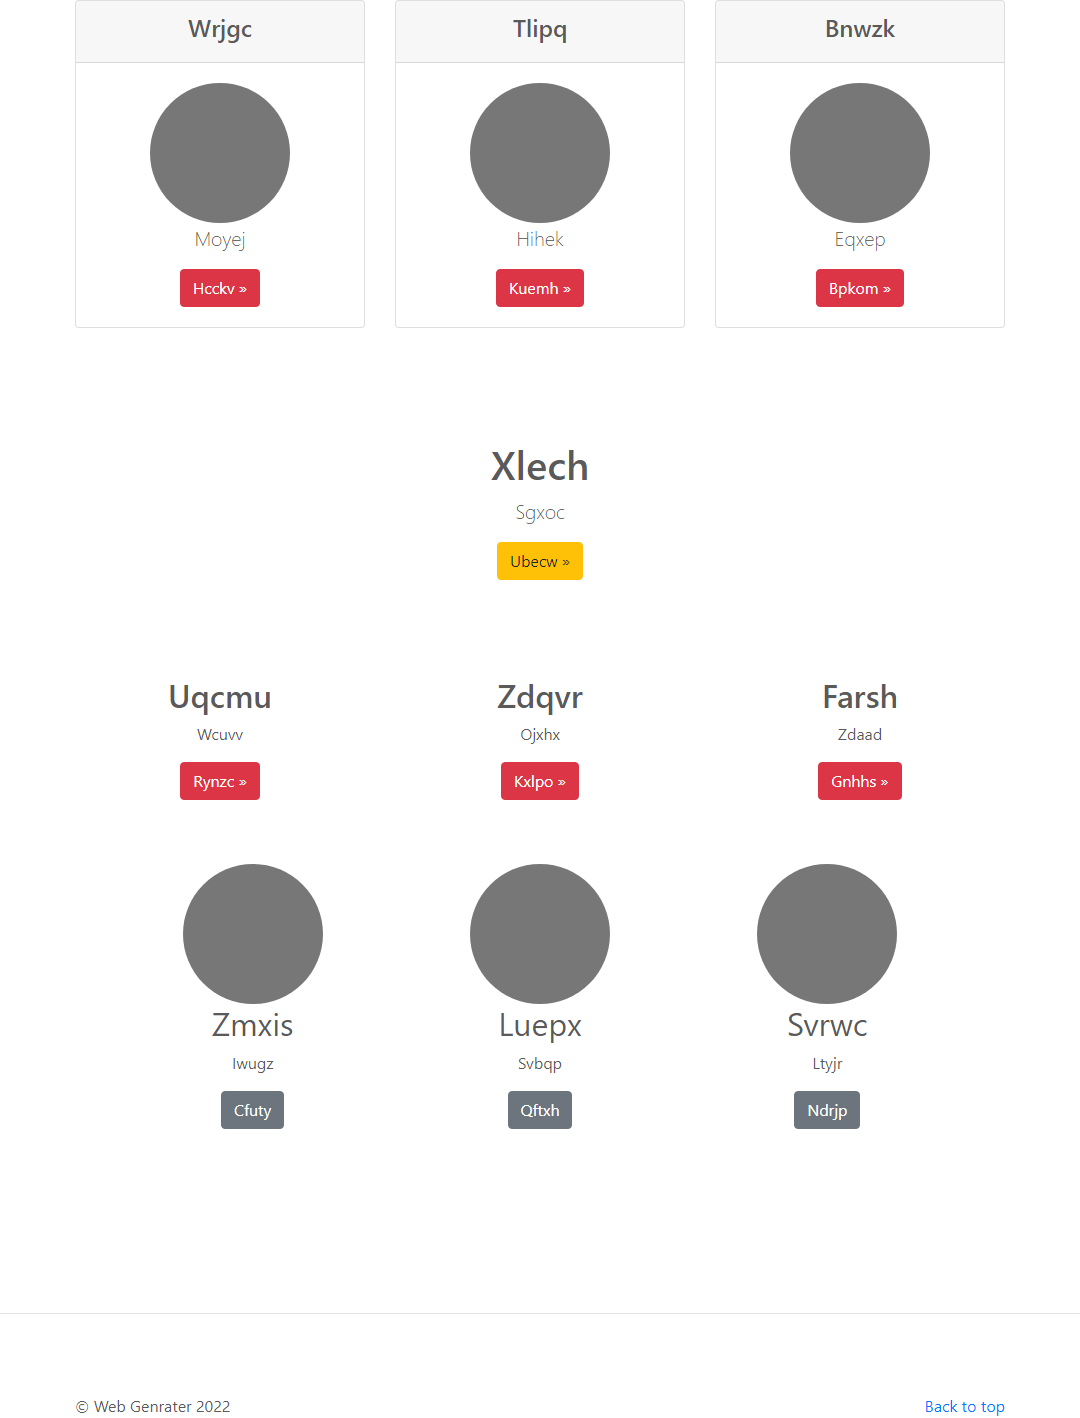 Wrjgc Tlipq Bnwzk
Moyej Hihek Eqxep
Hcckv » Kuemh » Bpkom »
Xlech
Sgxoc
Ubecw »
Uqcmu Zdqvr Farsh
Wcuvv Ojxhx Zdaad
Rynzc » Kxlpo » Gnhhs »
Zmxis Luepx Svrwc
Iwugz Svbqp Ltyjr
Cfuty Qftxh Ndrjp
© Web Genrater 2022 Back to top